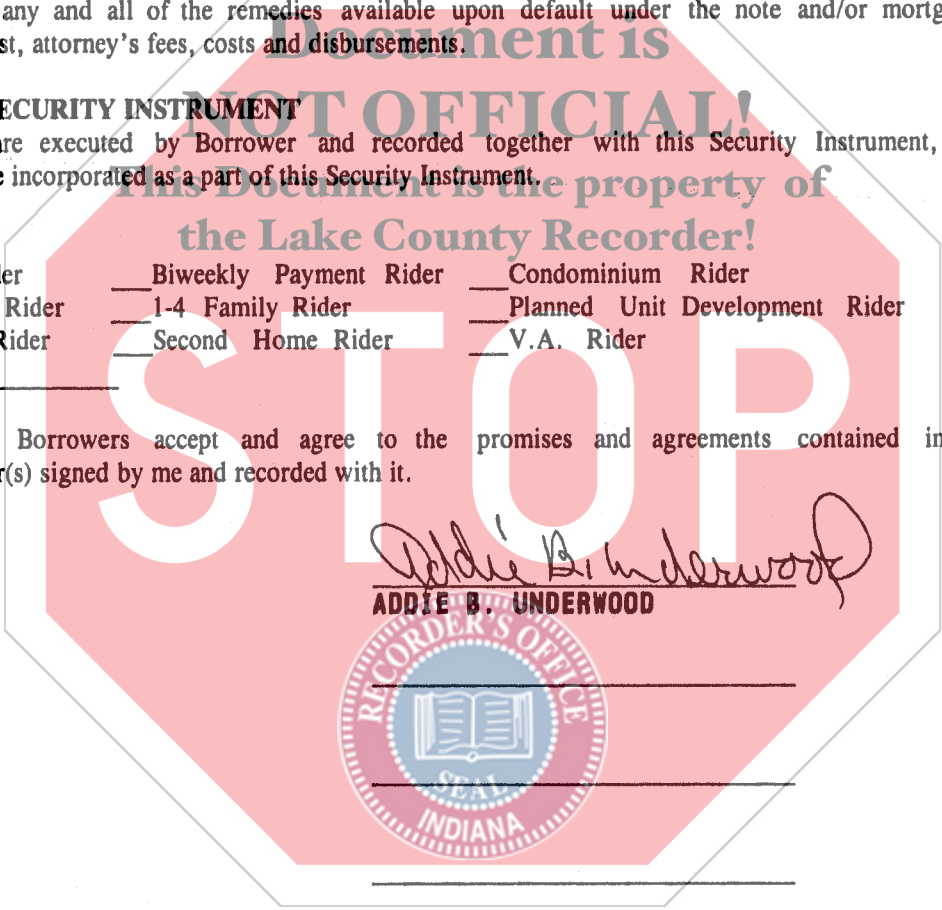 any and all of the remedies available upon default under the note and/or mortg
st, attorney's fees, costs and disbursements.
Document is
ECURITY INSTRUMENT
NOT OFFICIAL!
re executed by Borrower and recorded together with this Security Instrument,
e incorporated as a part of this Security Instrument.
This Document is the property of
the Lake County Recorder!
er ___Biweekly Payment Rider ___Condominium Rider
Rider ___1-4 Family Rider ___Planned Unit Development Rider
Rider ___Second Home Rider ___V.A. Rider
STOP
Borrowers accept and agree to the promises and agreements contained in
r(s) signed by me and recorded with it.
Addie B. Underwood
ADDIE B. UNDERWOOD
RECORDER'S OFFICE
SEAL
INDIANA